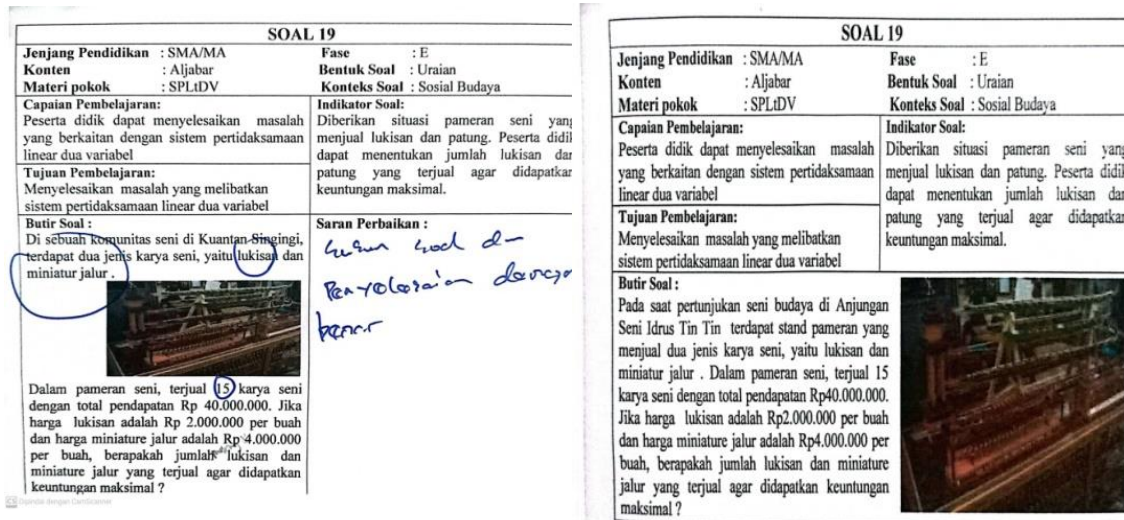 SOAL 19
Jenjang Pendidikan : SMA/MA
Konten : Aljabar
Materi pokok : SPLtDV
Fase : E
Bentuk Soal : Uraian
Konteks Soal : Sosial Budaya
Capaian Pembelajaran:
Peserta didik dapat menyelesaikan masalah
yang berkaitan dengan sistem pertidaksamaan
linear dua variabel
Tujuan Pembelajaran:
Menyelesaikan masalah yang melibatkan
sistem pertidaksamaan linear dua variabel
Indikator Soal:
Diberikan situasi pameran seni yang
menjual lukisan dan patung. Peserta didik
dapat menentukan jumlah lukisan dan
patung yang terjual agar didapatkan
keuntungan maksimal.
Butir Soal :
Di sebuah komunitas seni di Kuantan Singingi,
terdapat dua jenis karya seni, yaitu lukisan dan
miniatur jalur .
Dalam pameran seni, terjual 15 karya seni
dengan total pendapatan Rp 40.000.000. Jika
harga lukisan adalah Rp 2.000.000 per buah
dan harga miniature jalur adalah Rp 4.000.000
per buah, berapakah jumlah lukisan dan
miniature jalur yang terjual agar didapatkan
keuntungan maksimal ?
Saran Perbaikan :
soal dan
Penyelesaian dengan
benar
Dipindai dengan CamScanner
SOAL 19
Jenjang Pendidikan : SMA/MA
Konten : Aljabar
Materi pokok : SPLtDV
Fase : E
Bentuk Soal : Uraian
Konteks Soal : Sosial Budaya
Capaian Pembelajaran:
Peserta didik dapat menyelesaikan masalah
yang berkaitan dengan sistem pertidaksamaan
linear dua variabel
Tujuan Pembelajaran:
Menyelesaikan masalah yang melibatkan
sistem pertidaksamaan linear dua variabel
Indikator Soal:
Diberikan situasi pameran seni yang
menjual lukisan dan patung. Peserta didik
dapat menentukan jumlah lukisan dan
patung yang terjual agar didapatkan
keuntungan maksimal.
Butir Soal :
Pada saat pertunjukan seni budaya di Anjungan
Seni Idrus Tin Tin terdapat stand pameran yang
menjual dua jenis karya seni, yaitu lukisan dan
miniatur jalur . Dalam pameran seni, terjual 15
karya seni dengan total pendapatan Rp40.000.000.
Jika harga lukisan adalah Rp2.000.000 per buah
dan harga miniature jalur adalah Rp4.000.000 per
buah, berapakah jumlah lukisan dan miniature
jalur yang terjual agar didapatkan keuntungan
maksimal ?